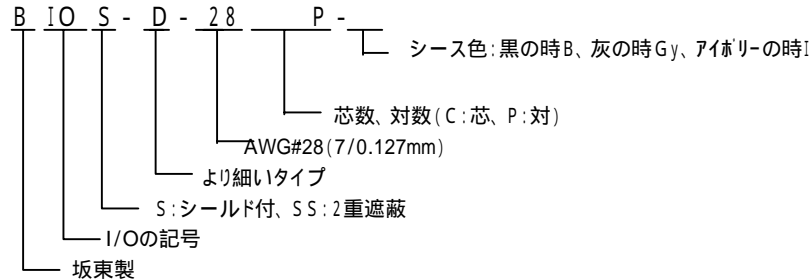 B IO S - D - 28 P -
シース色:黒の時B、灰の時Gy、アイボリーの時I
芯数、対数(C:芯、P:対)
AWG#28(7/0.127mm)
より細いタイプ
S:シールド付、SS:2重遮蔽
I/Oの記号
坂東製